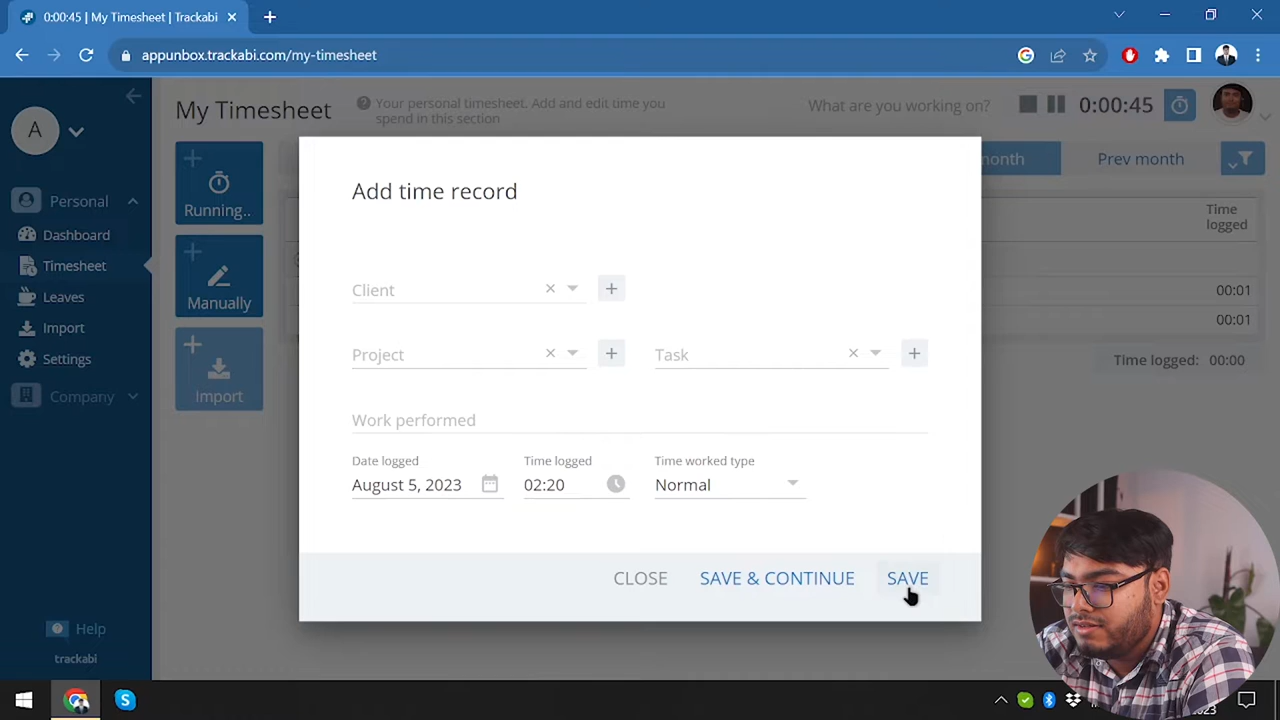 0:00:45 | My Timesheet | Trackabi
appunbox.trackabi.com/my-timesheet
A
Personal
Dashboard
Timesheet
Leaves
Import
Settings
Company
Help
trackabi
My Timesheet
Your personal timesheet. Add and edit time you
spend in this section
What are you working on?
0:00:45
Running..
Manually
Import
month
Prev month
Time
logged
00:01
00:01
Time logged: 00:00
Add time record
Client
Project
Task
Work performed
Date logged
Time logged
Time worked type
August 5, 2023
02:20
Normal
CLOSE
SAVE & CONTINUE
SAVE